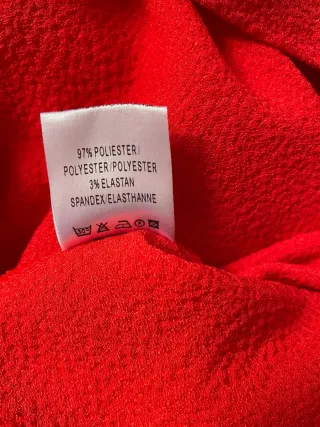 97% POLIESTER/
POLYESTER/POLYESTER
3% ELASTAN
SPANDEX/ELASTHANNE